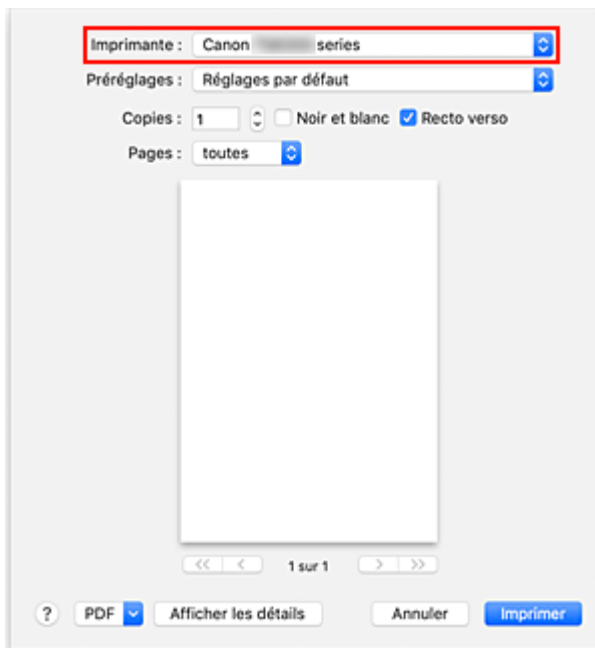 Imprimante : Canon series
Préréglages : Réglages par défaut
Copies : 1 Noir et blanc Recto verso
Pages : toutes
<< < 1 sur 1 > >>
? PDF Afficher les détails Annuler Imprimer